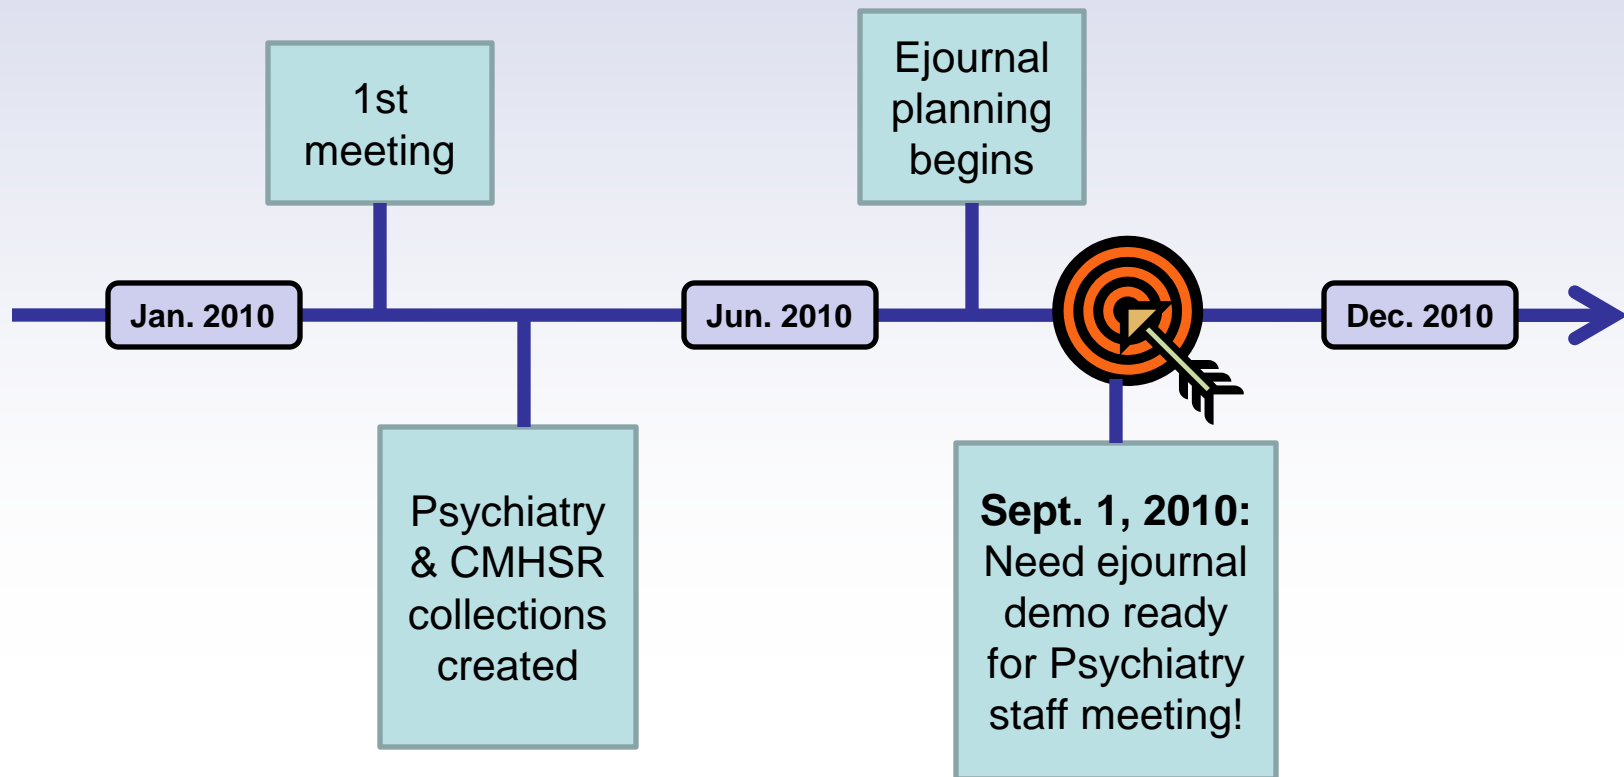 1st
meeting
Ejournal
planning
begins
Jan. 2010
Jun. 2010
Dec. 2010
Psychiatry
& CMHSR
collections
created
Sept. 1, 2010:
Need ejournal
demo ready
for Psychiatry
staff meeting!